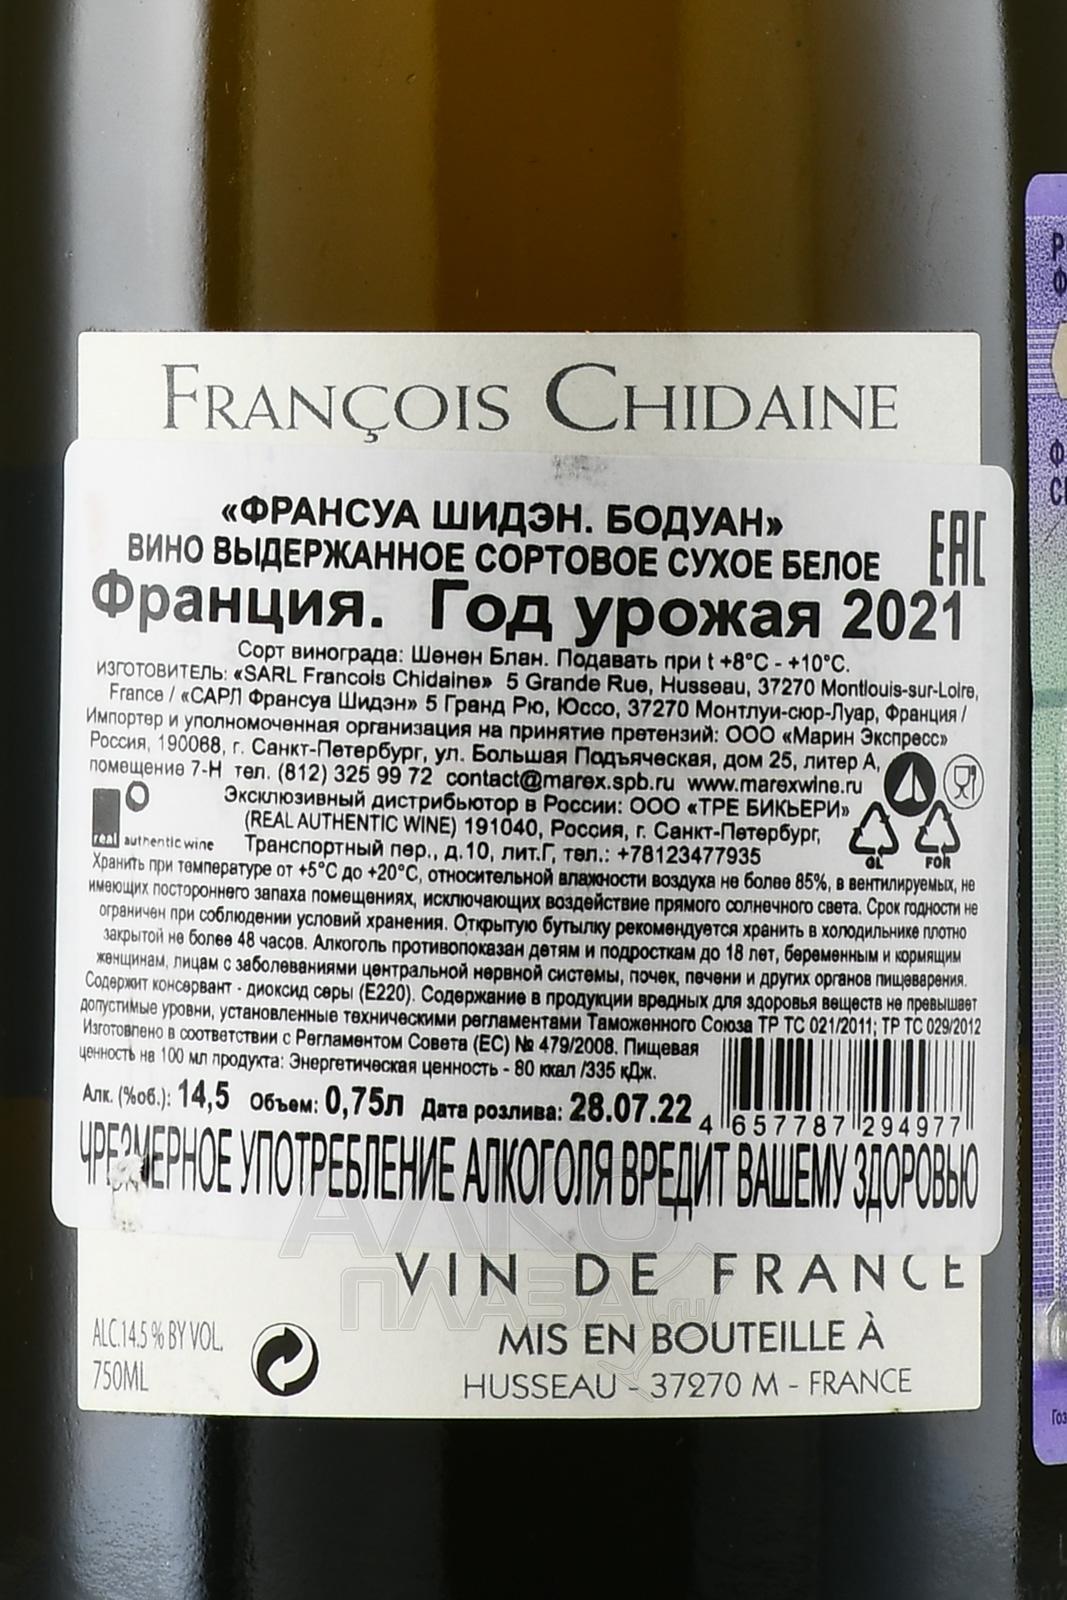 FRANÇOIS CHIDAINE
«ФРАНСУА ШИДЭН. БОДУАН»
ВИНО ВЫДЕРЖАННОЕ СОРТОВОЕ СУХОЕ БЕЛОЕ
EAC
Франция. Год урожая 2021
Сорт винограда: Шенен Блан. Подавать при t +8°C - +10°C.
ИЗГОТОВИТЕЛЬ: «SARL Francois Chidaine» 5 Grande Rue, Husseau, 37270 Montlouis-sur-Loire,
France / «САРЛ Франсуа Шидэн» 5 Гранд Рю, Юссо, 37270 Монтлуи-сюр-Луар, Франция /
Импортер и уполномоченная организация на принятие претензий: ООО «Марин Экспресс»
Россия, 190068, г. Санкт-Петербург, ул. Большая Подъяческая, дом 25, литер А,
помещение 7-Н тел. (812) 325 99 72 contact@marex.spb.ru www.marexwine.ru
Эксклюзивный дистрибьютор в России: ООО «ТРЕ БИКЬЕРИ»
(REAL AUTHENTIC WINE) 191040, Россия, г. Санкт-Петербург,
real authentic wine
Транспортный пер., д.10, лит.Г, тел.: +78123477935
GL FOR
Хранить при температуре от +5°C до +20°C, относительной влажности воздуха не более 85%, в вентилируемых, не
имеющих постороннего запаха помещениях, исключающих воздействие прямого солнечного света. Срок годности не
ограничен при соблюдении условий хранения. Открытую бутылку рекомендуется хранить в холодильнике плотно
закрытой не более 48 часов. Алкоголь противопоказан детям и подросткам до 18 лет, беременным и кормящим
женщинам, лицам с заболеваниями центральной нервной системы, почек, печени и других органов пищеварения.
Содержит консервант - диоксид серы (E220). Содержание в продукции вредных для здоровья веществ не превышает
допустимые уровни, установленные техническими регламентами Таможенного Союза ТР ТС 021/2011; ТР ТС 029/2012
Изготовлено в соответствии с Регламентом Совета (ЕС) № 479/2008. Пищевая
ценность на 100 мл продукта: Энергетическая ценность - 80 ккал /335 кДж.
Алк. (%об.): 14,5 Объем: 0,75л Дата розлива: 28.07.22
4 657787 294977
ЧРЕЗМЕРНОЕ УПОТРЕБЛЕНИЕ АЛКОГОЛЯ ВРЕДИТ ВАШЕМУ ЗДОРОВЬЮ
АЛКО
ПЛАЗА.ru
VIN DE FRANCE
ALC.14.5 % BY VOL.
750ML
MIS EN BOUTEILLE À
HUSSEAU - 37270 M - FRANCE